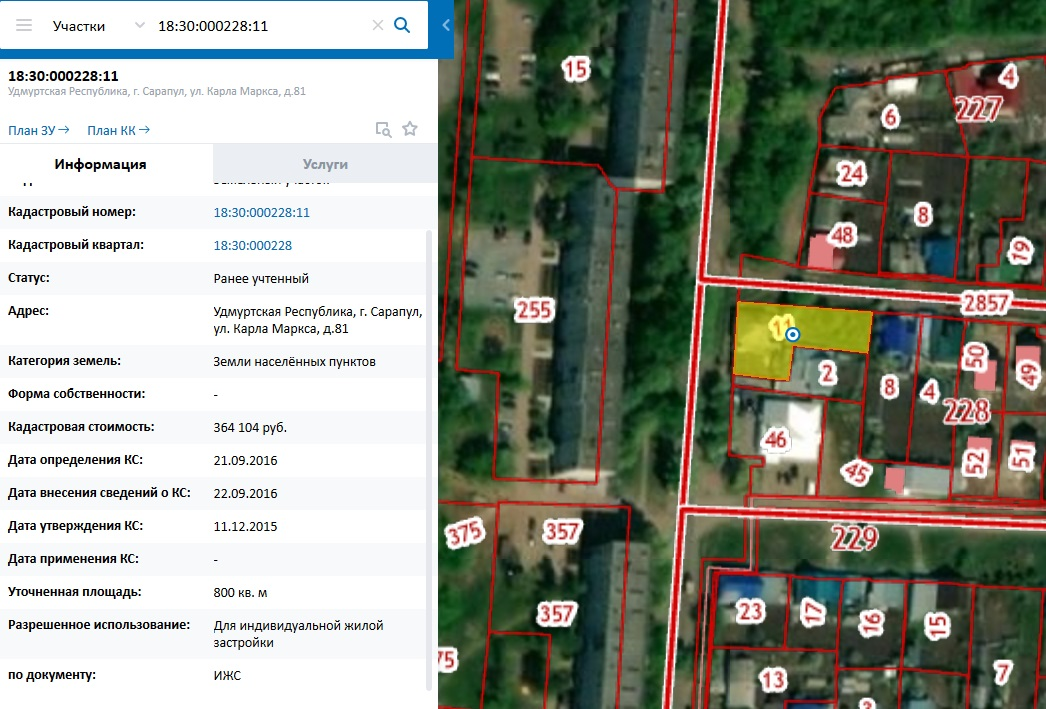 Участки 18:30:000228:11
18:30:000228:11
Удмуртская Республика, г. Сарапул, ул. Карла Маркса, д.81
План ЗУ → План КК →
Информация Услуги
Кадастровый номер: 18:30:000228:11
Кадастровый квартал: 18:30:000228
Статус: Ранее учтенный
Адрес: Удмуртская Республика, г. Сарапул,
ул. Карла Маркса, д.81
Категория земель: Земли населённых пунктов
Форма собственности: -
Кадастровая стоимость: 364 104 руб.
Дата определения КС: 21.09.2016
Дата внесения сведений о КС: 22.09.2016
Дата утверждения КС: 11.12.2015
Дата применения КС: -
Уточненная площадь: 800 кв. м
Разрешенное использование: Для индивидуальной жилой
застройки
по документу: ИЖС
15
4
227
6
24
8
48
19
255
2857
11
2
50
49
8
4
228
46
45
52
51
375
357
229
357
23
17
16
15
75
13
7
3